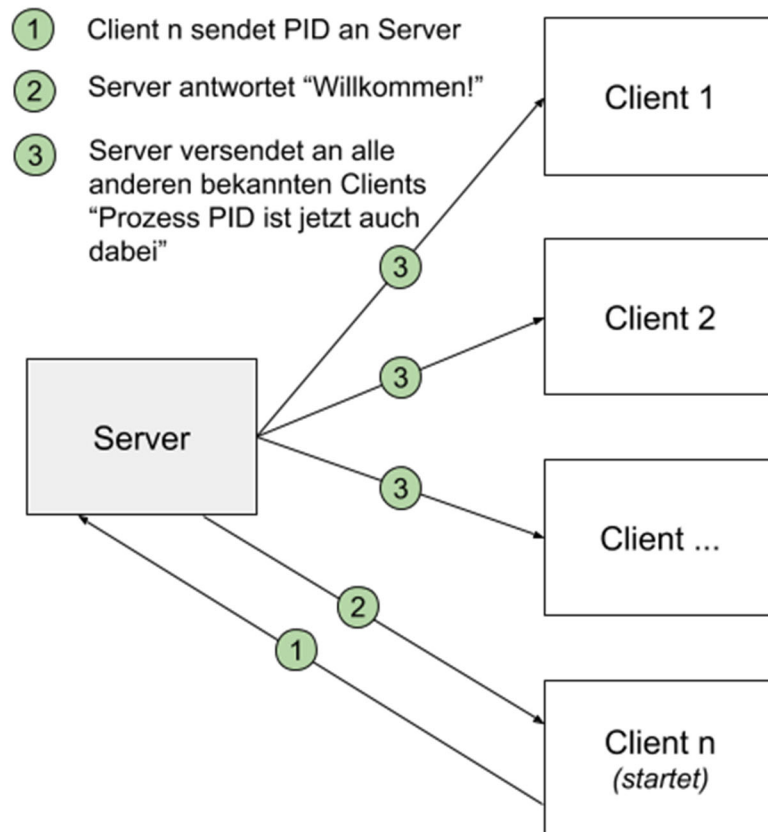 1 Client n sendet PID an Server
2 Server antwortet “Willkommen!”
3 Server versendet an alle
anderen bekannten Clients
“Prozess PID ist jetzt auch
dabei”
Client 1
3
Client 2
3
Server
3
Client ...
2
1
Client n
(startet)